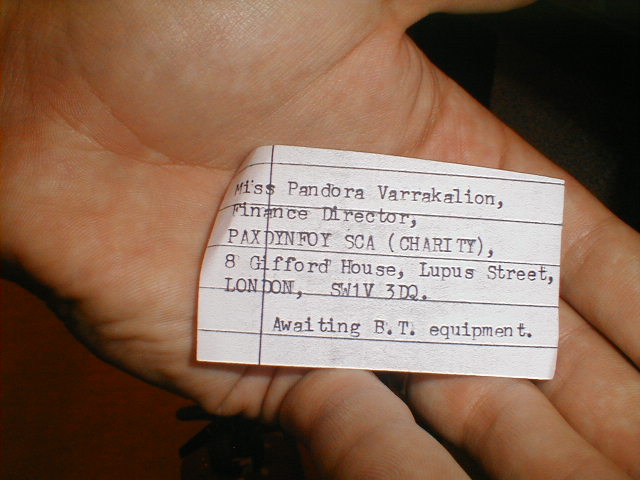 Miss Pandora Varrakalion,
Finance Director,
PAXDYNFOY SCA (CHARITY),
8 Gifford House, Lupus Street,
LONDON, SW1V 3DQ.
Awaiting B.T. equipment.